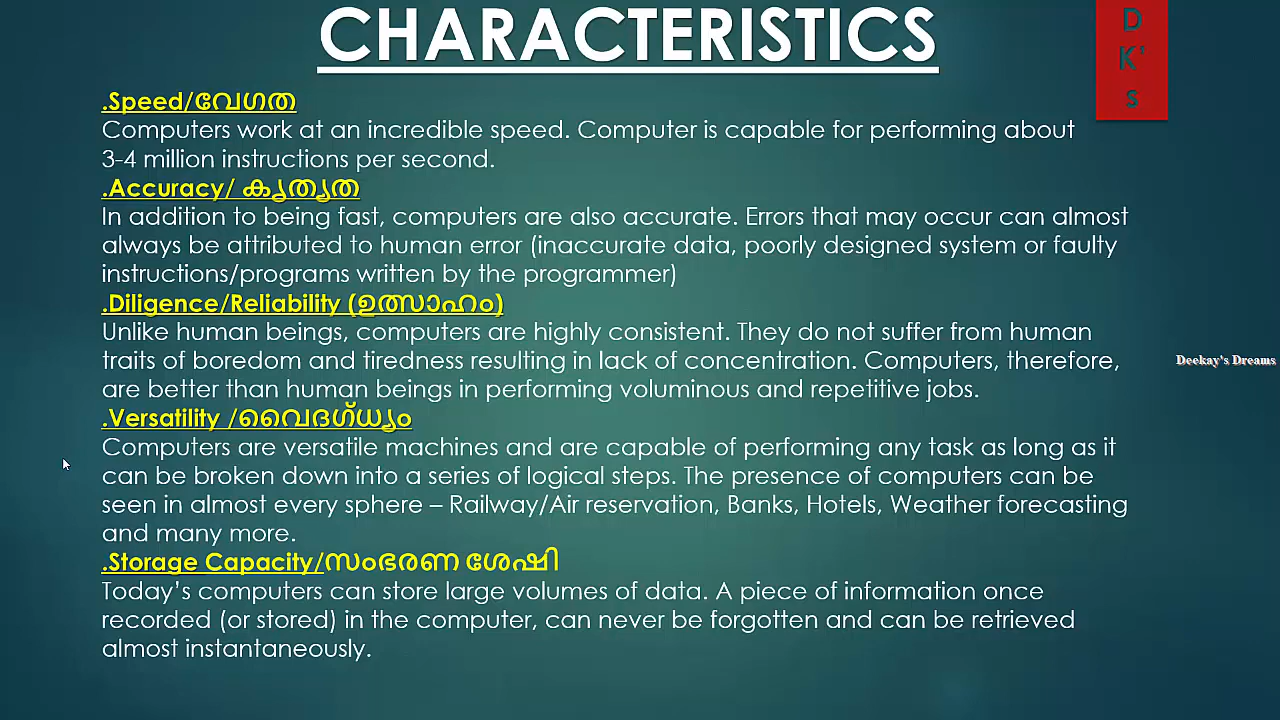 CHARACTERISTICS
D
K'
s
.Speed/വേഗത
Computers work at an incredible speed. Computer is capable for performing about
3-4 million instructions per second.
.Accuracy/ കൃത്യത
In addition to being fast, computers are also accurate. Errors that may occur can almost
always be attributed to human error (inaccurate data, poorly designed system or faulty
instructions/programs written by the programmer)
.Diligence/Reliability (ഉത്സാഹം)
Unlike human beings, computers are highly consistent. They do not suffer from human
traits of boredom and tiredness resulting in lack of concentration. Computers, therefore,
are better than human beings in performing voluminous and repetitive jobs.
Deekay's Dreams
.Versatility /വൈദഗ്ധ്യം
Computers are versatile machines and are capable of performing any task as long as it
can be broken down into a series of logical steps. The presence of computers can be
seen in almost every sphere – Railway/Air reservation, Banks, Hotels, Weather forecasting
and many more.
.Storage Capacity/സംഭരണ ശേഷി
Today's computers can store large volumes of data. A piece of information once
recorded (or stored) in the computer, can never be forgotten and can be retrieved
almost instantaneously.